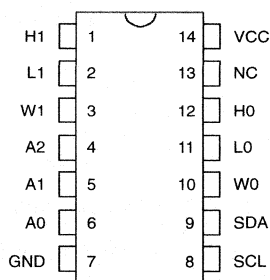 H1 1 14 VCC
L1 2 13 NC
W1 3 12 H0
A2 4 11 L0
A1 5 10 W0
A0 6 9 SDA
GND 7 8 SCL